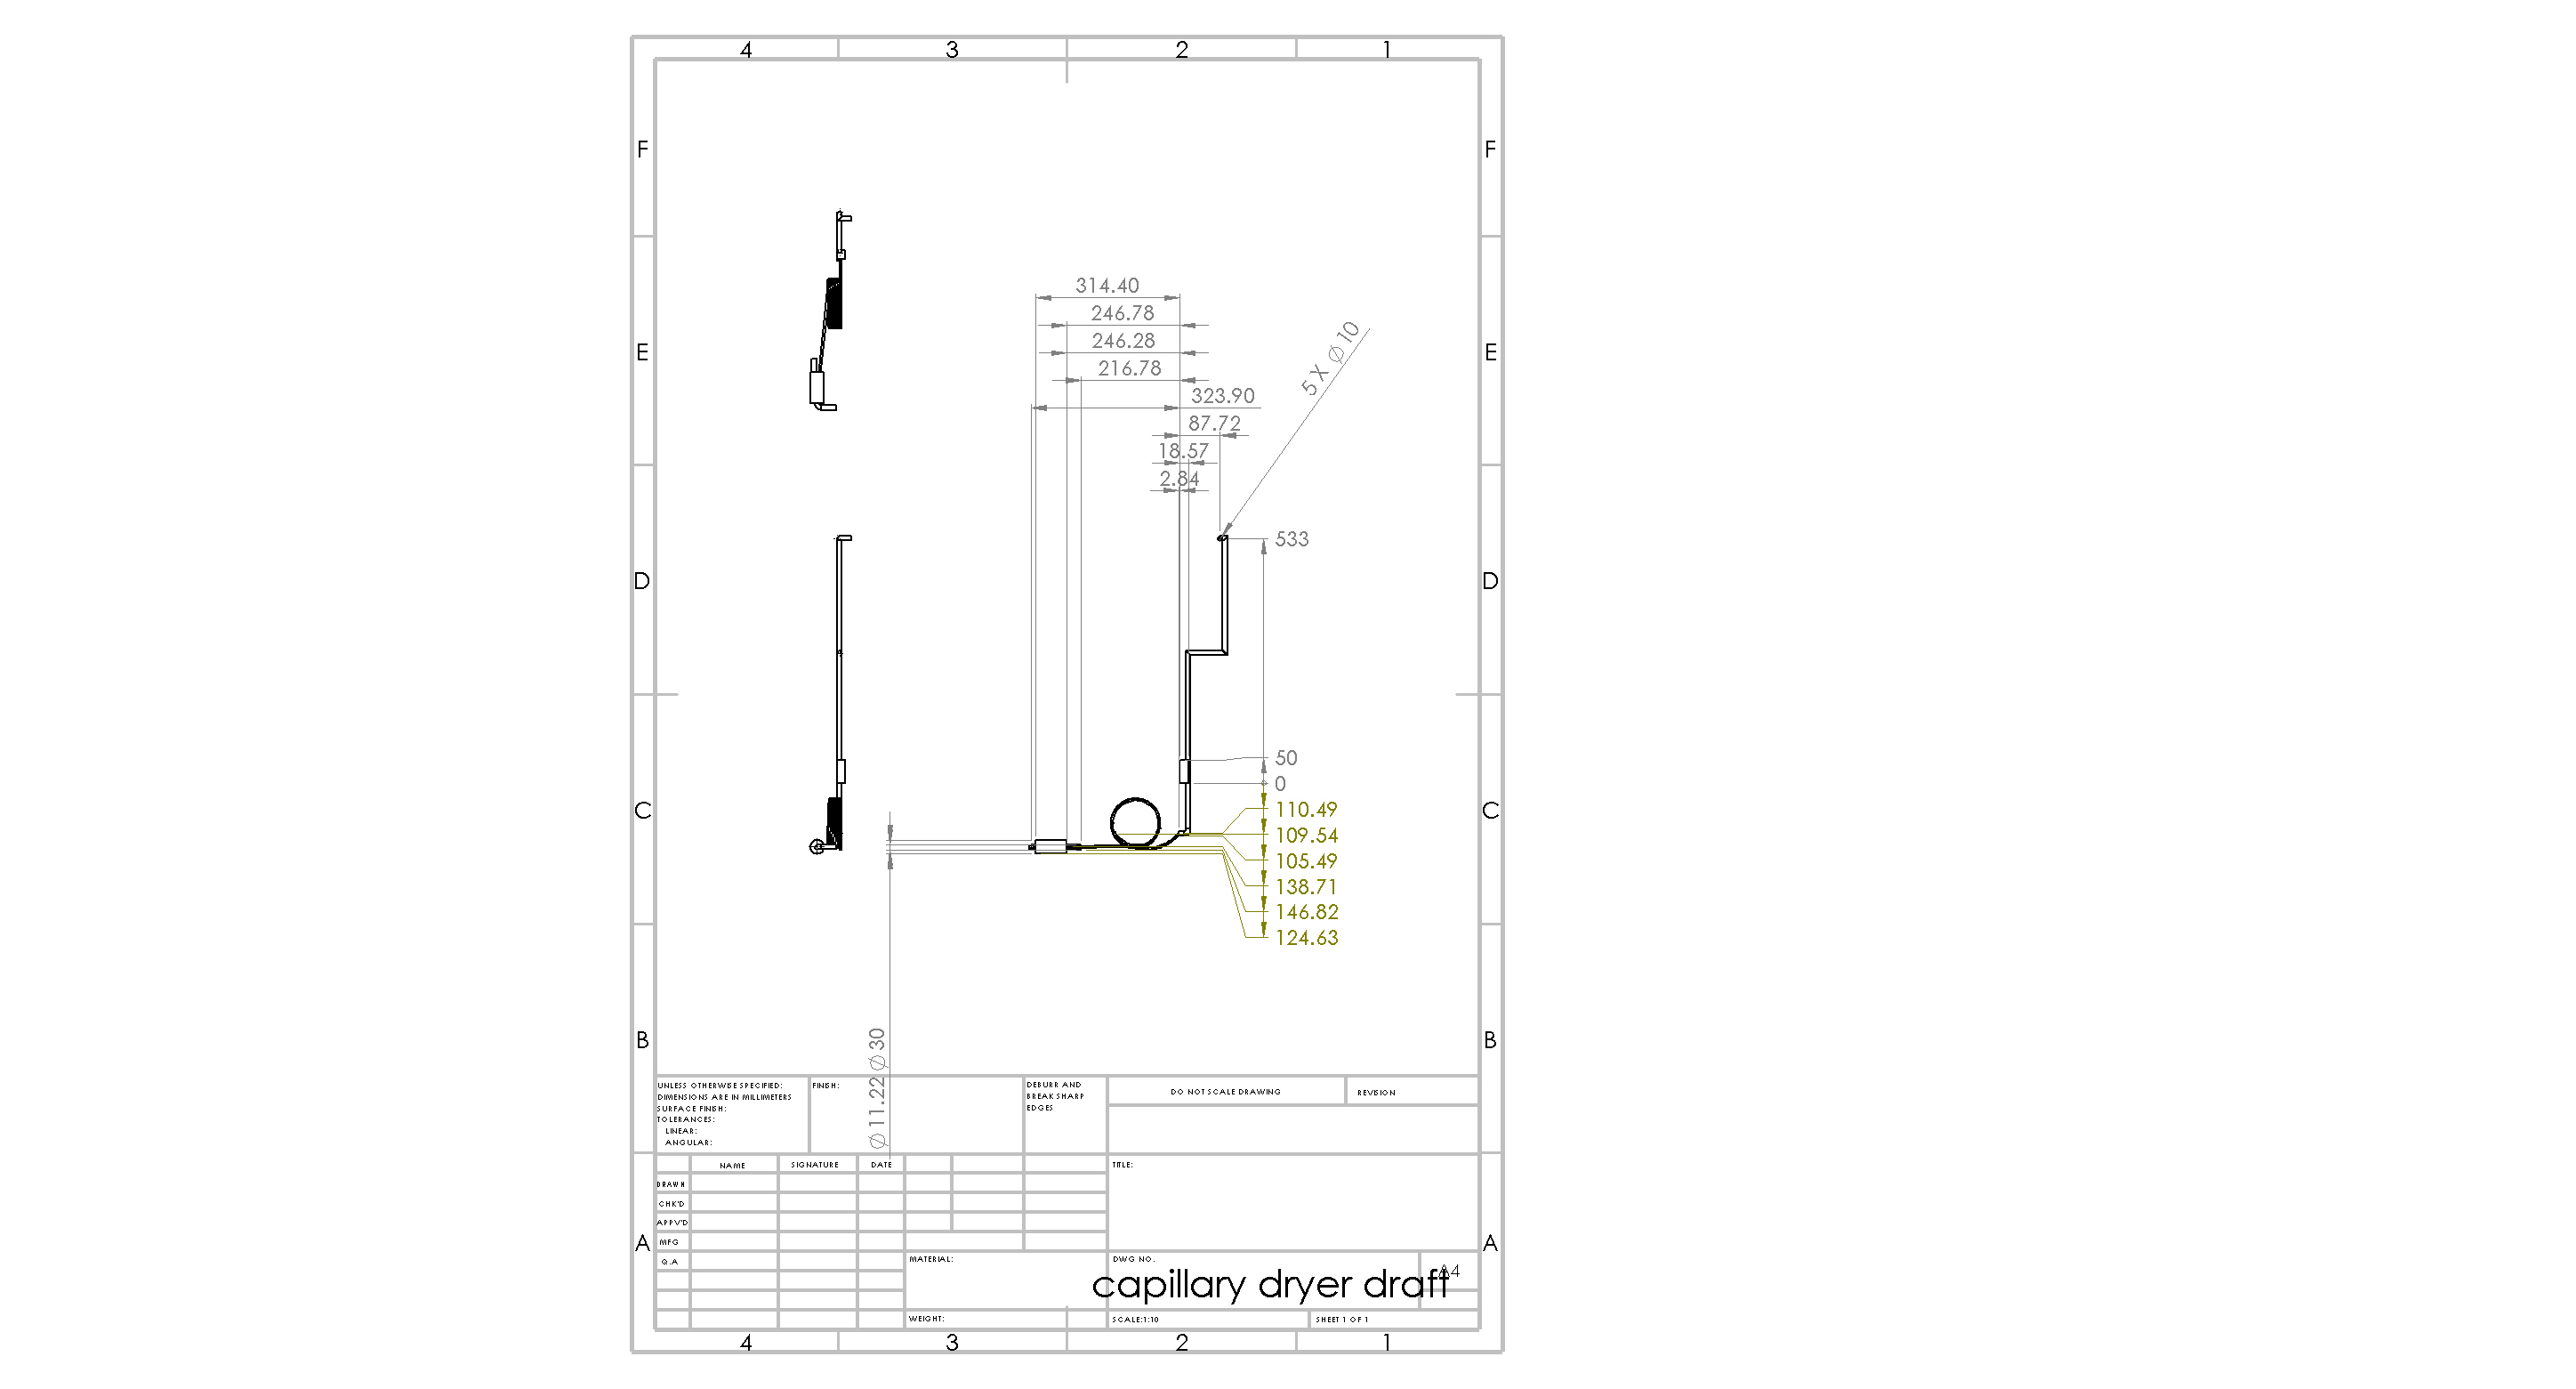 4 3 2 1
F F
E E
D D
C C
B B
A A
314.40
246.78
246.28
216.78
323.90
87.72
18.57
2.84
5 X Ø10
533
50
0
110.49
109.54
105.49
138.71
146.82
124.63
Ø11.22 Ø30
UNLESS OTHERWISE SPECIFIED:
DIMENSIONS ARE IN MILLIMETERS
SURFACE FINISH:
TOLERANCES:
LINEAR:
ANGULAR:
FINISH:
DEBURR AND
BREAK SHARP
EDGES
DO NOT SCALE DRAWING
REVISION
NAME SIGNATURE DATE
TITLE:
DRAWN
CHK'D
APPV'D
MFG
Q.A
MATERIAL:
DWG NO.
capillary dryer draft
A4
WEIGHT:
SCALE:1:10
SHEET 1 OF 1
4 3 2 1